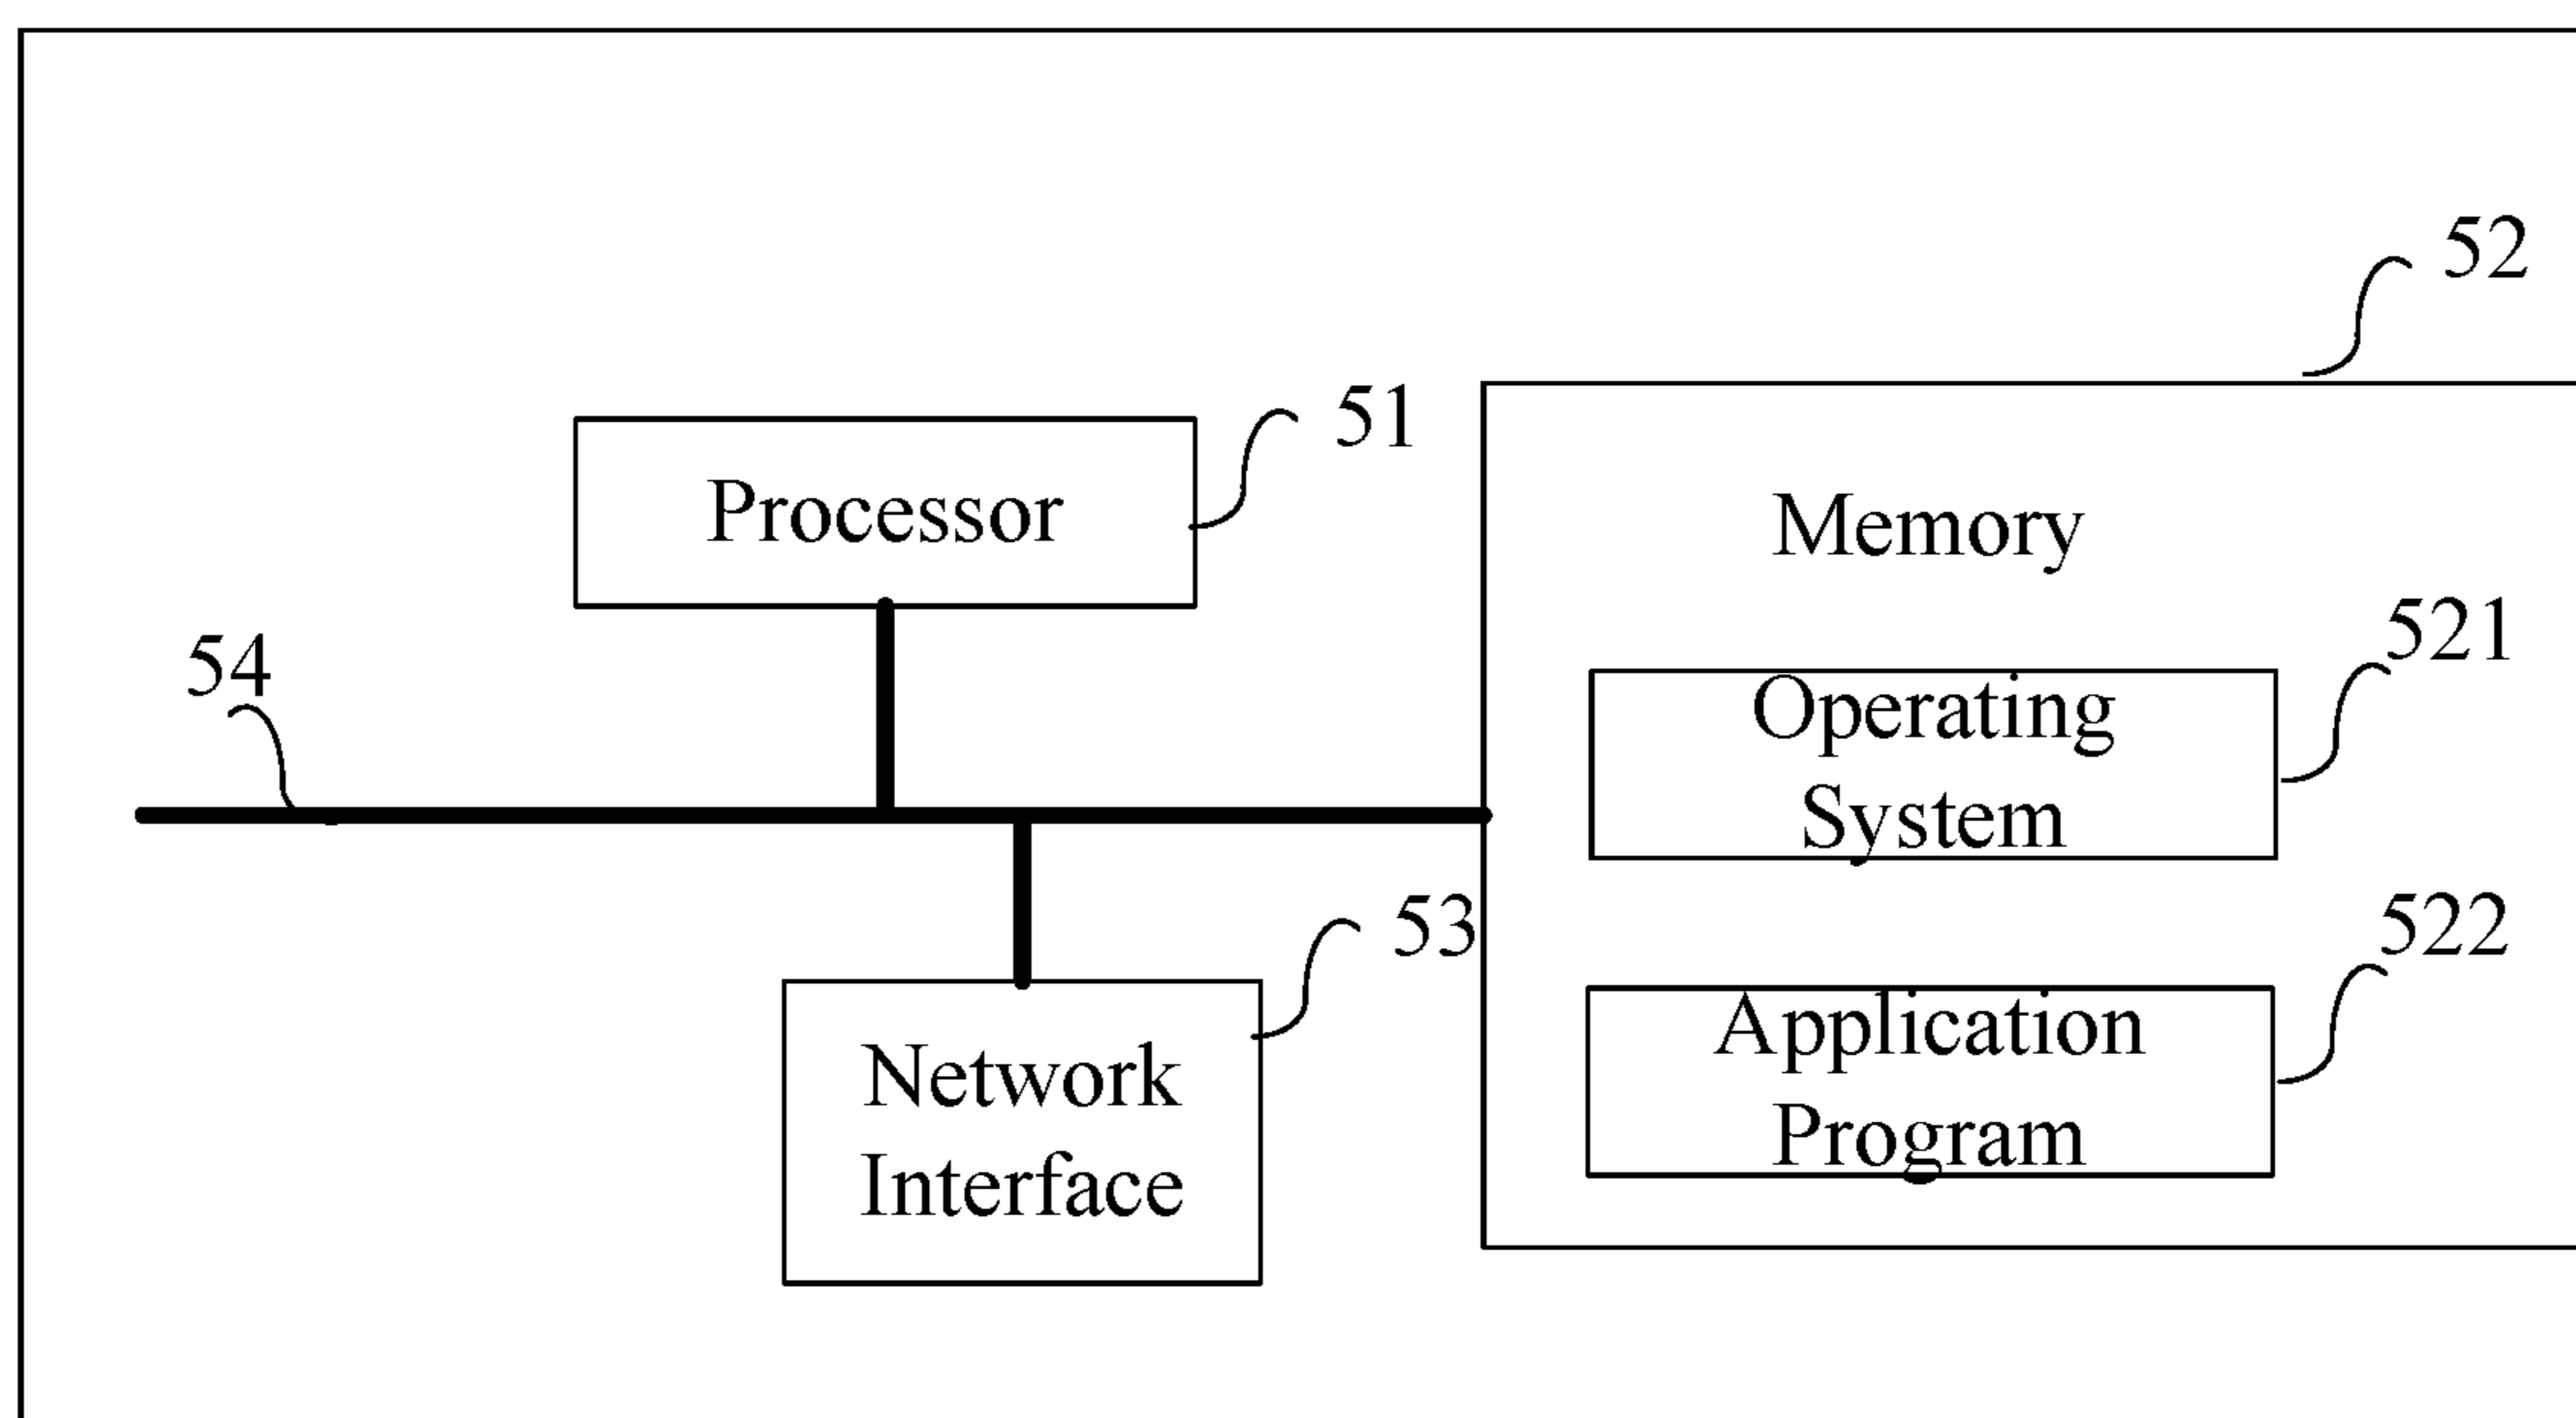 52
51
Processor
Memory
521
54
Operating
System
53
522
Application
Program
Network
Interface